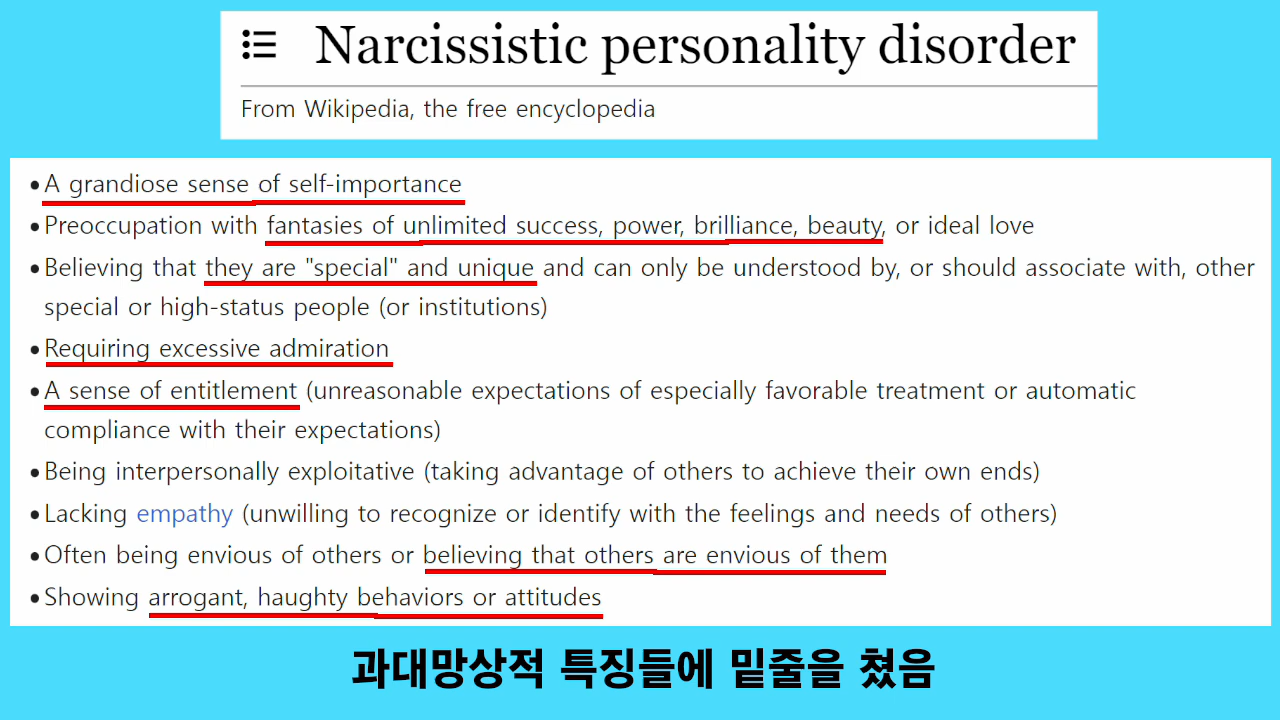 Narcissistic personality disorder
From Wikipedia, the free encyclopedia
•A grandiose sense of self-importance
•Preoccupation with fantasies of unlimited success, power, brilliance, beauty, or ideal love
•Believing that they are "special" and unique and can only be understood by, or should associate with, other
special or high-status people (or institutions)
•Requiring excessive admiration
•A sense of entitlement (unreasonable expectations of especially favorable treatment or automatic
compliance with their expectations)
•Being interpersonally exploitative (taking advantage of others to achieve their own ends)
•Lacking empathy (unwilling to recognize or identify with the feelings and needs of others)
•Often being envious of others or believing that others are envious of them
•Showing arrogant, haughty behaviors or attitudes
과대망상적 특징들에 밑줄을 쳤음